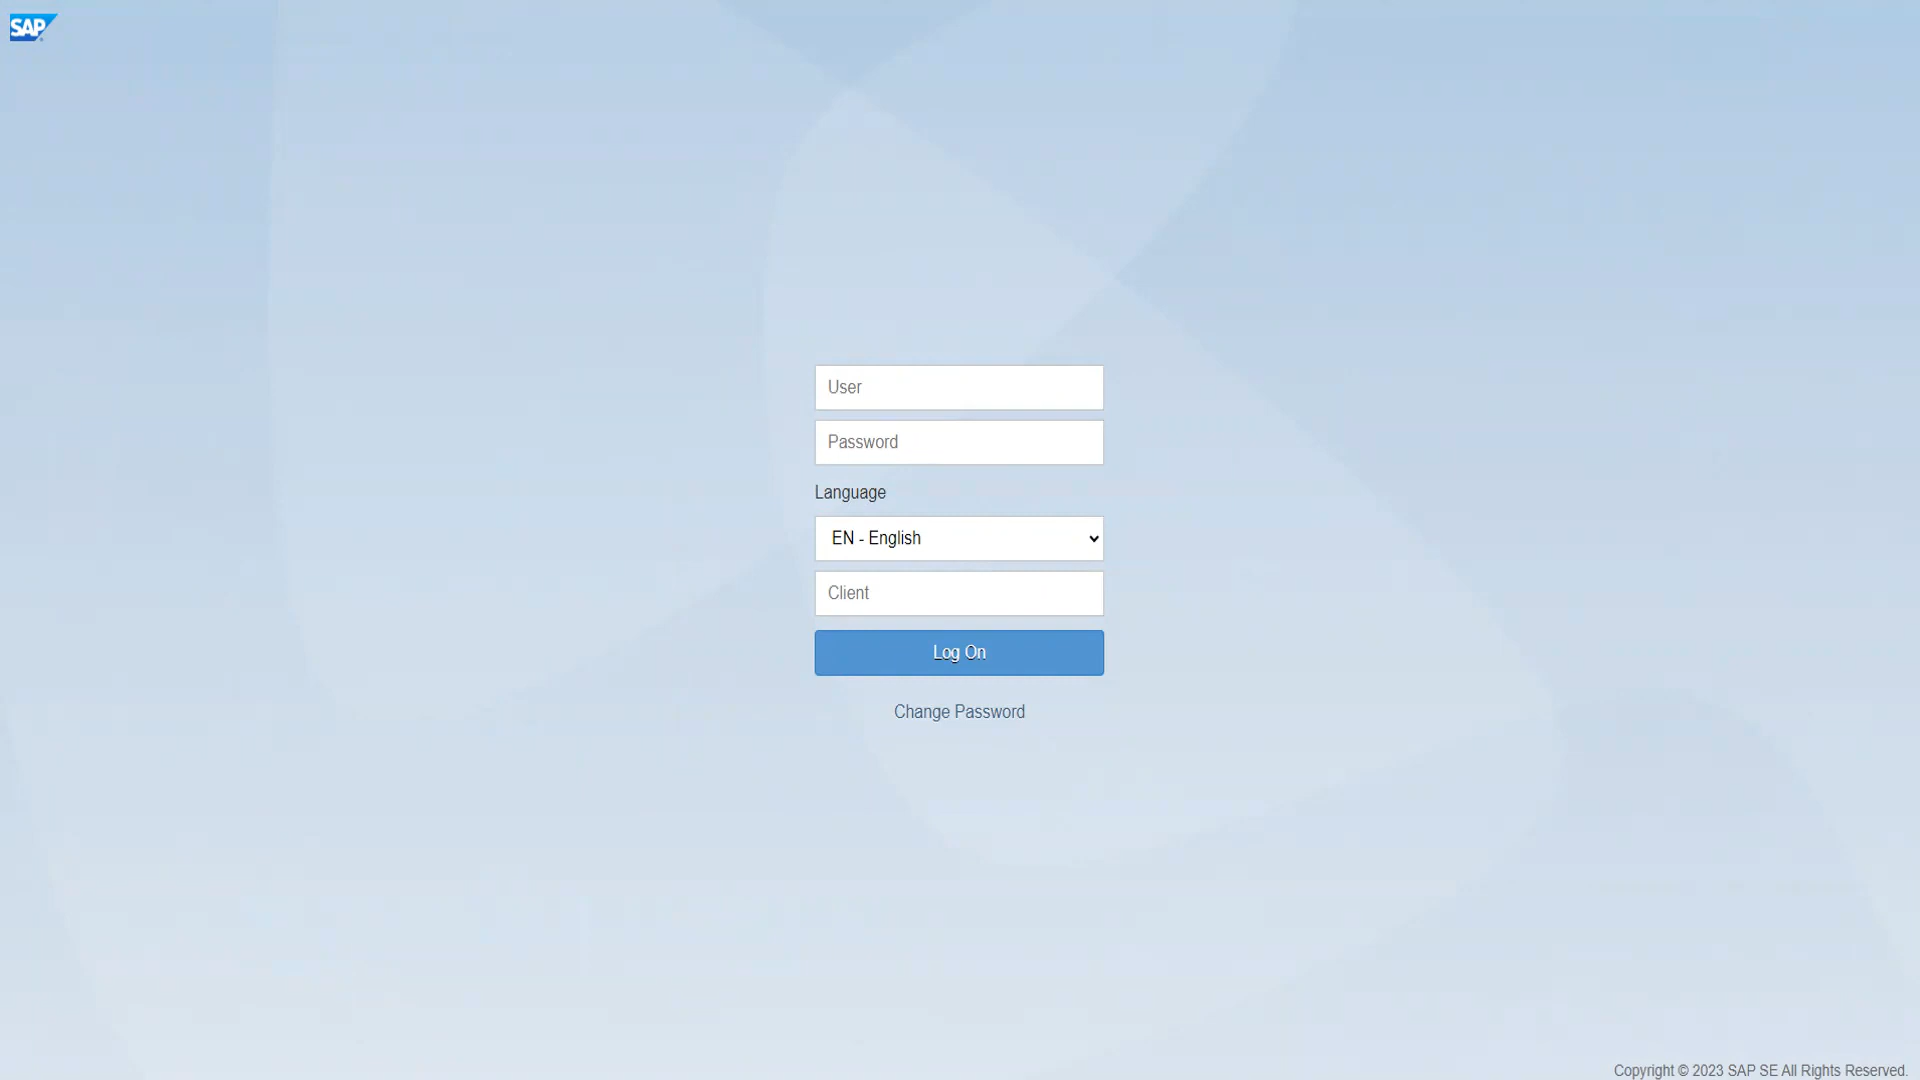 SAP
User
Password
Language
EN - English
Client
Log On
Change Password
Copyright © 2023 SAP SE All Rights Reserved.